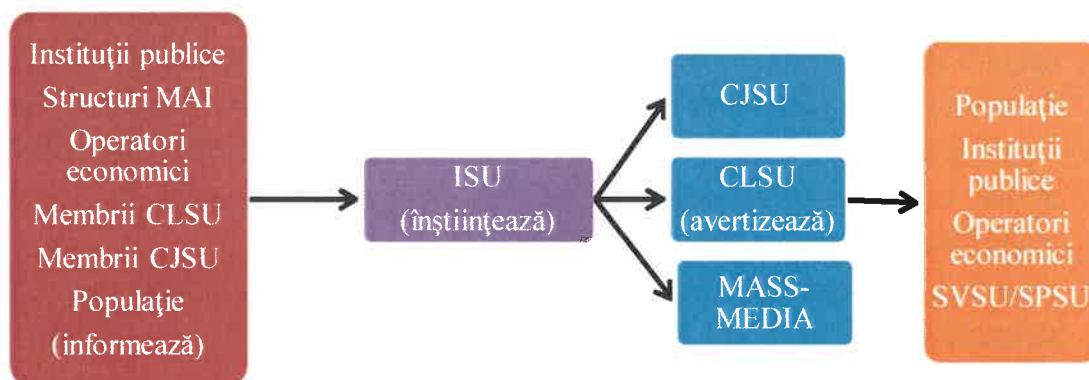 Instituţii publice
Structuri MAI
Operatori
economici
Membrii CLSU
Membrii CJSU
Populaţie
(informează)
ISU
(înştiinţează)
CJSU
CLSU
(avertizează)
MASS-
MEDIA
Populaţie
Instituţii
publice
Operatori
economici
SVSU/SPSU